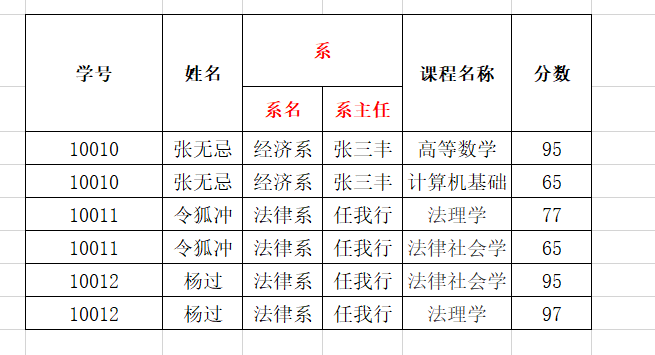 学号 姓名 系 课程名称 分数
系名 系主任
10010 张无忌 经济系 张三丰 高等数学 95
10010 张无忌 经济系 张三丰 计算机基础 65
10011 令狐冲 法律系 任我行 法理学 77
10011 令狐冲 法律系 任我行 法律社会学 65
10012 杨过 法律系 任我行 法律社会学 95
10012 杨过 法律系 任我行 法理学 97